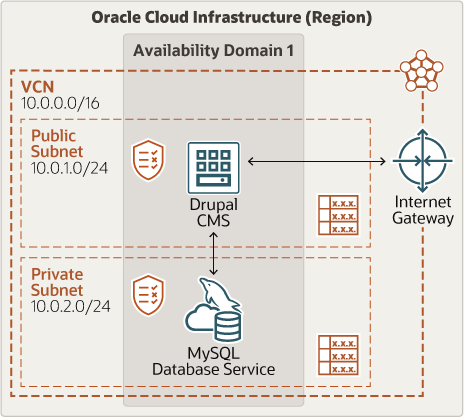 Oracle Cloud Infrastructure (Region)
Availability Domain 1
VCN
10.0.0.0/16
Public
Subnet
10.0.1.0/24
Drupal
CMS
x.x.x.
x.x.x.
x.x.x.
Internet
Gateway
Private
Subnet
10.0.2.0/24
MySQL
Database Service
x.x.x.
x.x.x.
x.x.x.